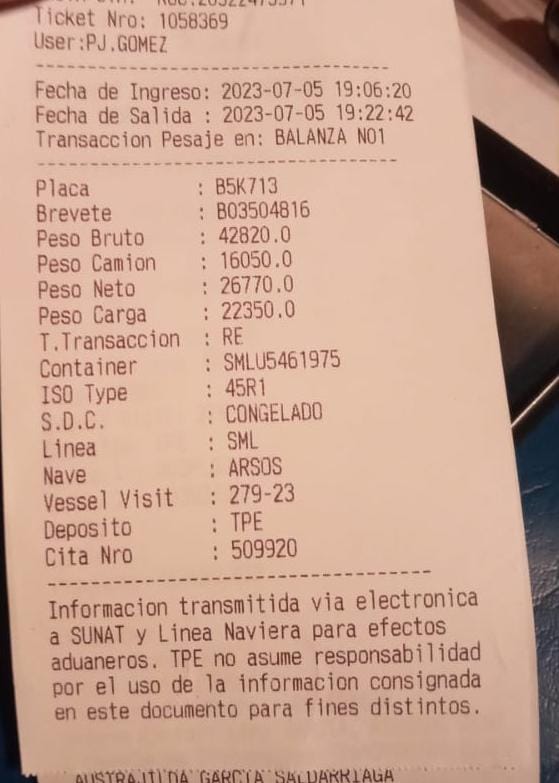 Ticket Nro: 1058369
User:PJ.GOMEZ
Fecha de Ingreso: 2023-07-05 19:06:20
Fecha de Salida : 2023-07-05 19:22:42
Transaccion Pesaje en: BALANZA NO1
Placa : B5K713
Brevete : B03504816
Peso Bruto : 42820.0
Peso Camion : 16050.0
Peso Neto : 26770.0
Peso Carga : 22350.0
T.Transaccion : RE
Container : SMLU5461975
ISO Type : 45R1
S.D.C. : CONGELADO
Linea : SML
Nave : ARSOS
Vessel Visit : 279-23
Deposito : TPE
Cita Nro : 509920
Informacion transmitida via electronica
a SUNAT y Linea Naviera para efectos
aduaneros. TPE no asume responsabilidad
por el uso de la informacion consignada
en este documento para fines distintos.
GARCIA SALDARRIAGA